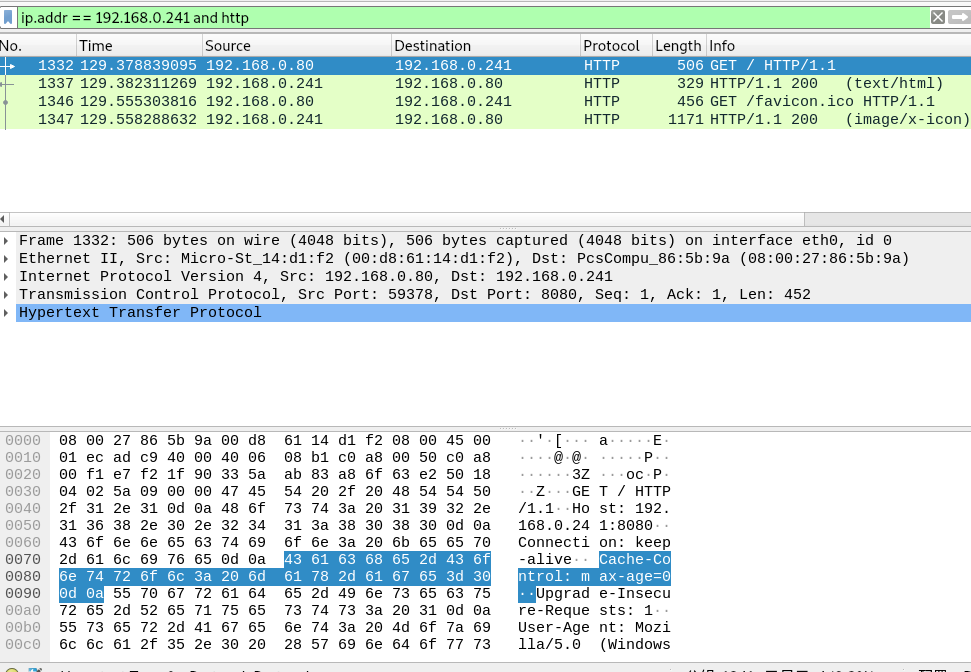 ip.addr == 192.168.0.241 and http
No. Time Source Destination Protocol Length Info
1332 129.378839095 192.168.0.80 192.168.0.241 HTTP 506 GET / HTTP/1.1
1337 129.382311269 192.168.0.241 192.168.0.80 HTTP 329 HTTP/1.1 200 (text/html)
1346 129.555303816 192.168.0.80 192.168.0.241 HTTP 456 GET /favicon.ico HTTP/1.1
1347 129.558288632 192.168.0.241 192.168.0.80 HTTP 1171 HTTP/1.1 200 (image/x-icon)
Frame 1332: 506 bytes on wire (4048 bits), 506 bytes captured (4048 bits) on interface eth0, id 0
Ethernet II, Src: Micro-St_14:d1:f2 (00:d8:61:14:d1:f2), Dst: PcsCompu_86:5b:9a (08:00:27:86:5b:9a)
Internet Protocol Version 4, Src: 192.168.0.80, Dst: 192.168.0.241
Transmission Control Protocol, Src Port: 59378, Dst Port: 8080, Seq: 1, Ack: 1, Len: 452
Hypertext Transfer Protocol
0000 08 00 27 86 5b 9a 00 d8 61 14 d1 f2 08 00 45 00 ··'·[··· a·····E·
0010 01 ec ad c9 40 00 40 06 08 b1 c0 a8 00 50 c0 a8 ····@·@· ·····P··
0020 00 f1 e7 f2 1f 90 33 5a ab 83 a8 6f 63 e2 50 18 ······3Z ···oc·P·
0030 04 02 5a 09 00 00 47 45 54 20 2f 20 48 54 54 50 ··Z···GE T / HTTP
0040 2f 31 2e 31 0d 0a 48 6f 73 74 3a 20 31 39 32 2e /1.1··Ho st: 192.
0050 31 36 38 2e 30 2e 32 34 31 3a 38 30 38 30 0d 0a 168.0.24 1:8080··
0060 43 6f 6e 6e 65 63 74 69 6f 6e 3a 20 6b 65 65 70 Connecti on: keep
0070 2d 61 6c 69 76 65 0d 0a 43 61 63 68 65 2d 43 6f -alive·· Cache-Co
0080 6e 74 72 6f 6c 3a 20 6d 61 78 2d 61 67 65 3d 30 ntrol: m ax-age=0
0090 0d 0a 55 70 67 72 61 64 65 2d 49 6e 73 65 63 75 ··Upgrad e-Insecu
00a0 72 65 2d 52 65 71 75 65 73 74 73 3a 20 31 0d 0a re-Reque sts: 1··
00b0 55 73 65 72 2d 41 67 65 6e 74 3a 20 4d 6f 7a 69 User-Age nt: Mozi
00c0 6c 6c 61 2f 35 2e 30 20 28 57 69 6e 64 6f 77 73 lla/5.0 (Windows